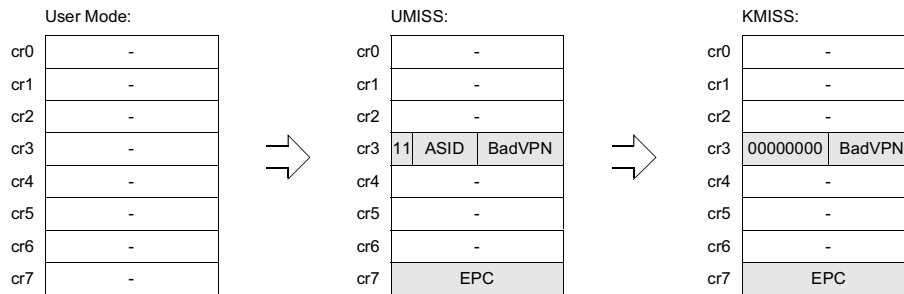 User Mode: UMISS: KMISS:
cr0 - cr0 - cr0 -
cr1 - cr1 - cr1 -
cr2 - cr2 - cr2 -
cr3 - cr3 11 ASID BadVPN cr3 00000000 BadVPN
cr4 - cr4 - cr4 -
cr5 - cr5 - cr5 -
cr6 - cr6 - cr6 -
cr7 - cr7 EPC cr7 EPC